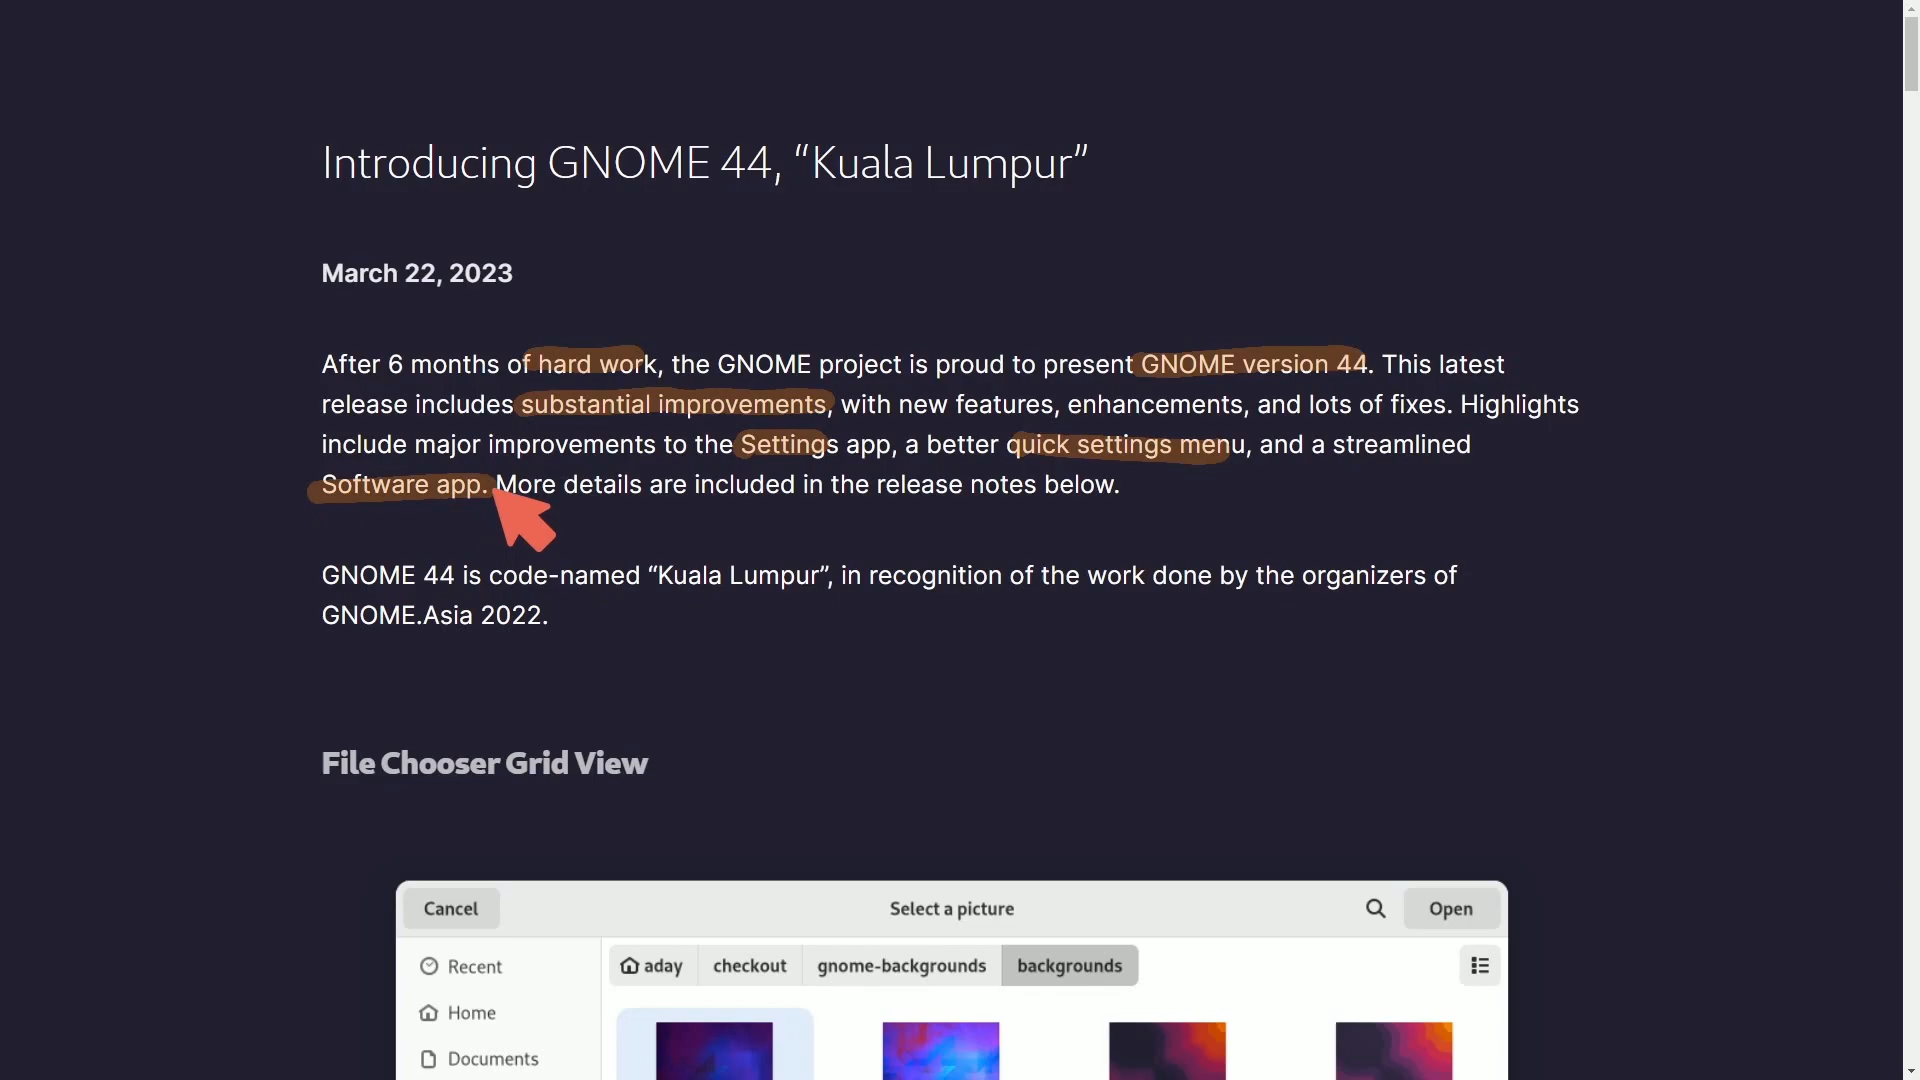 Introducing GNOME 44, “Kuala Lumpur”
March 22, 2023
After 6 months of hard work, the GNOME project is proud to present GNOME version 44. This latest
release includes substantial improvements, with new features, enhancements, and lots of fixes. Highlights
include major improvements to the Settings app, a better quick settings menu, and a streamlined
Software app. More details are included in the release notes below.
GNOME 44 is code-named “Kuala Lumpur”, in recognition of the work done by the organizers of
GNOME.Asia 2022.
File Chooser Grid View
Cancel Select a picture Open
Recent aday checkout gnome-backgrounds backgrounds
Home
Documents